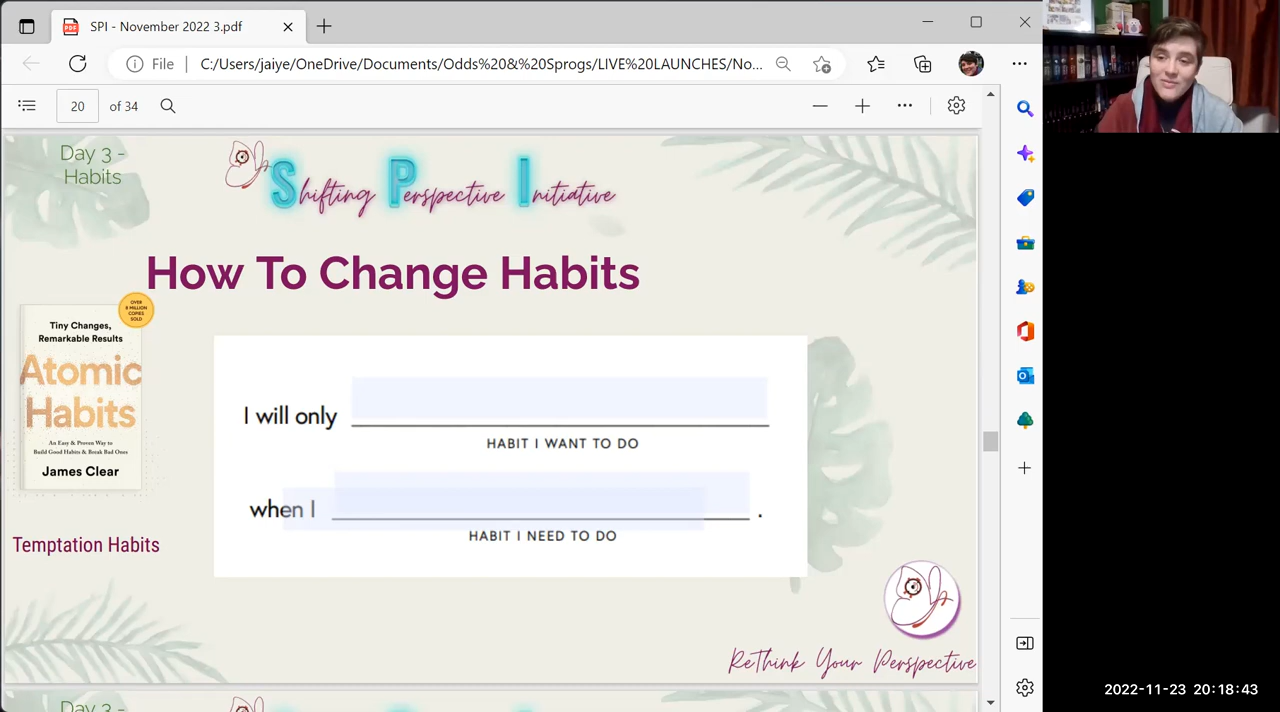 SPI - November 2022 3.pdf
File
C:/Users/jaiye/OneDrive/Documents/Odds%20&%20Sprogs/LIVE%20LAUNCHES/No...
20 of 34
Day 3 -
Habits
Shifting Perspective Initiative
How To Change Habits
OVER
8 MILLION
COPIES
SOLD
Tiny Changes,
Remarkable Results
Atomic
Habits
An Easy & Proven Way to
Build Good Habits & Break Bad Ones
James Clear
Temptation Habits
I will only
HABIT I WANT TO DO
when I .
HABIT I NEED TO DO
ReThink Your Perspective
Day 3 -
2022-11-23 20:18:43